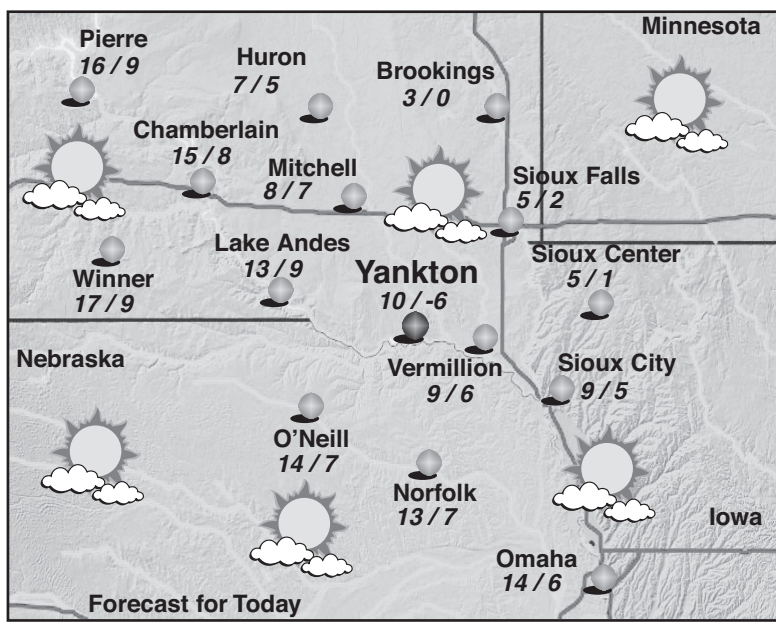 Minnesota
Pierre
16 / 9
Huron
7 / 5
Brookings
3 / 0
Chamberlain
15 / 8
Mitchell
8 / 7
Sioux Falls
5 / 2
Winner
17 / 9
Lake Andes
13 / 9
Yankton
10 / -6
Sioux Center
5 / 1
Nebraska
Vermillion
9 / 6
Sioux City
9 / 5
O’Neill
14 / 7
Norfolk
13 / 7
Iowa
Omaha
14 / 6
Forecast for Today